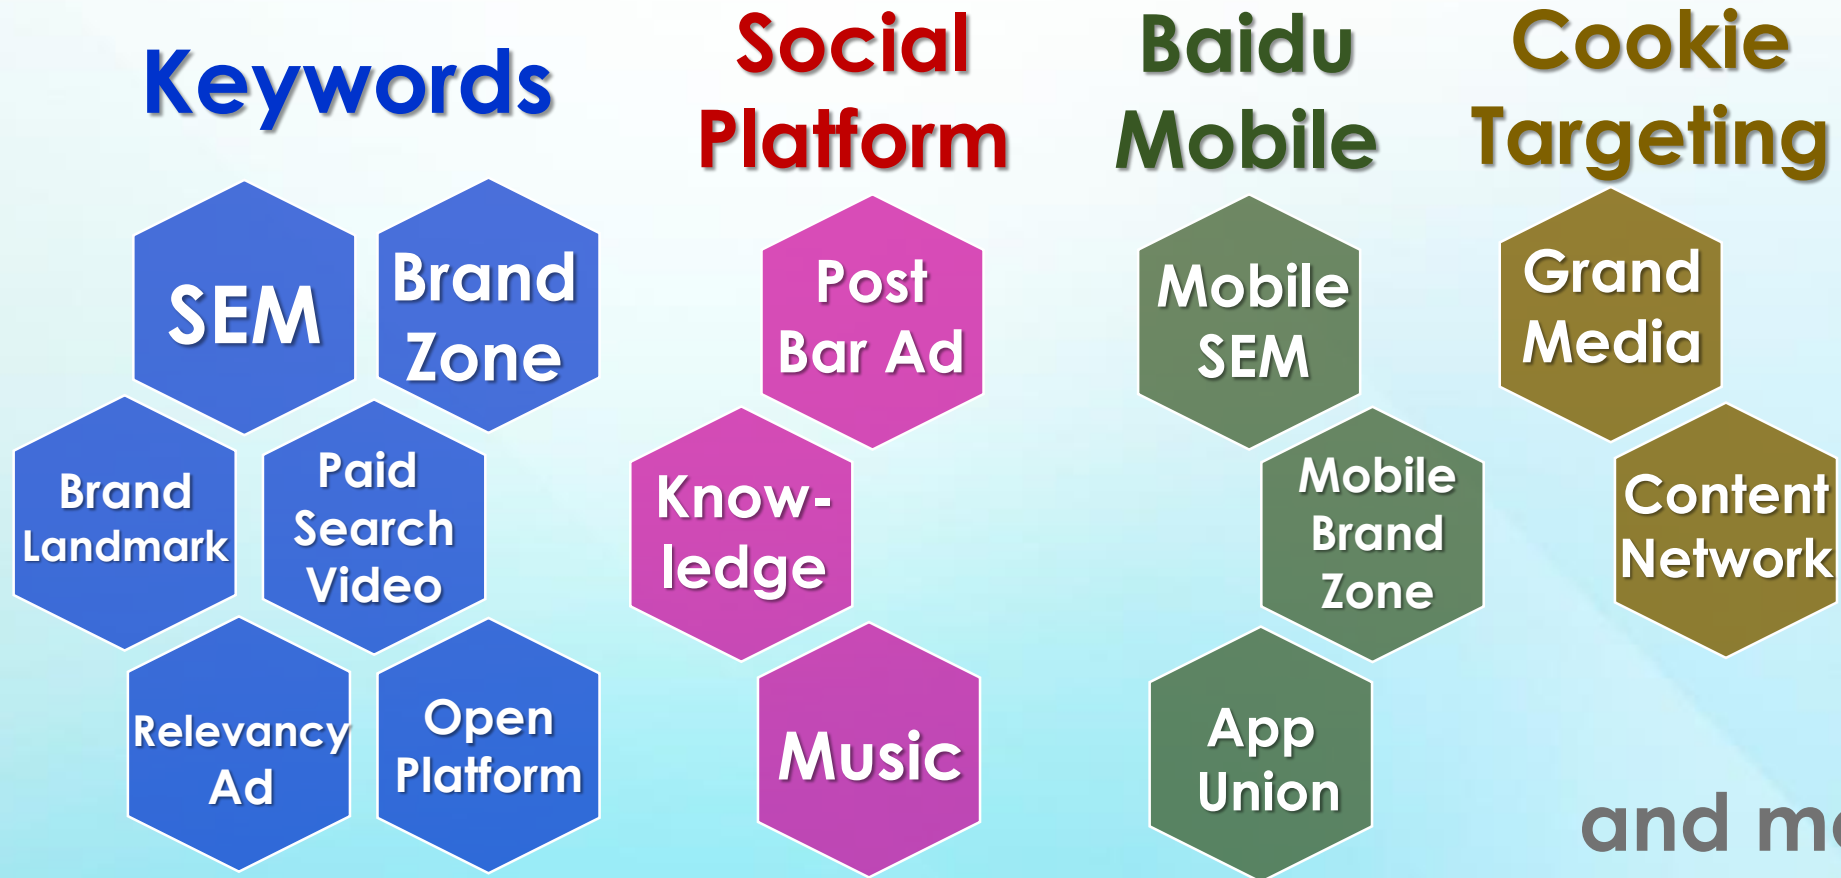 Keywords
SEM
Brand
Zone
Brand
Landmark
Paid
Search
Video
Relevancy
Ad
Open
Platform
Social
Platform
Post
Bar Ad
Know-
ledge
Music
Baidu
Mobile
Mobile
SEM
Mobile
Brand
Zone
App
Union
Cookie
Targeting
Grand
Media
Content
Network
and